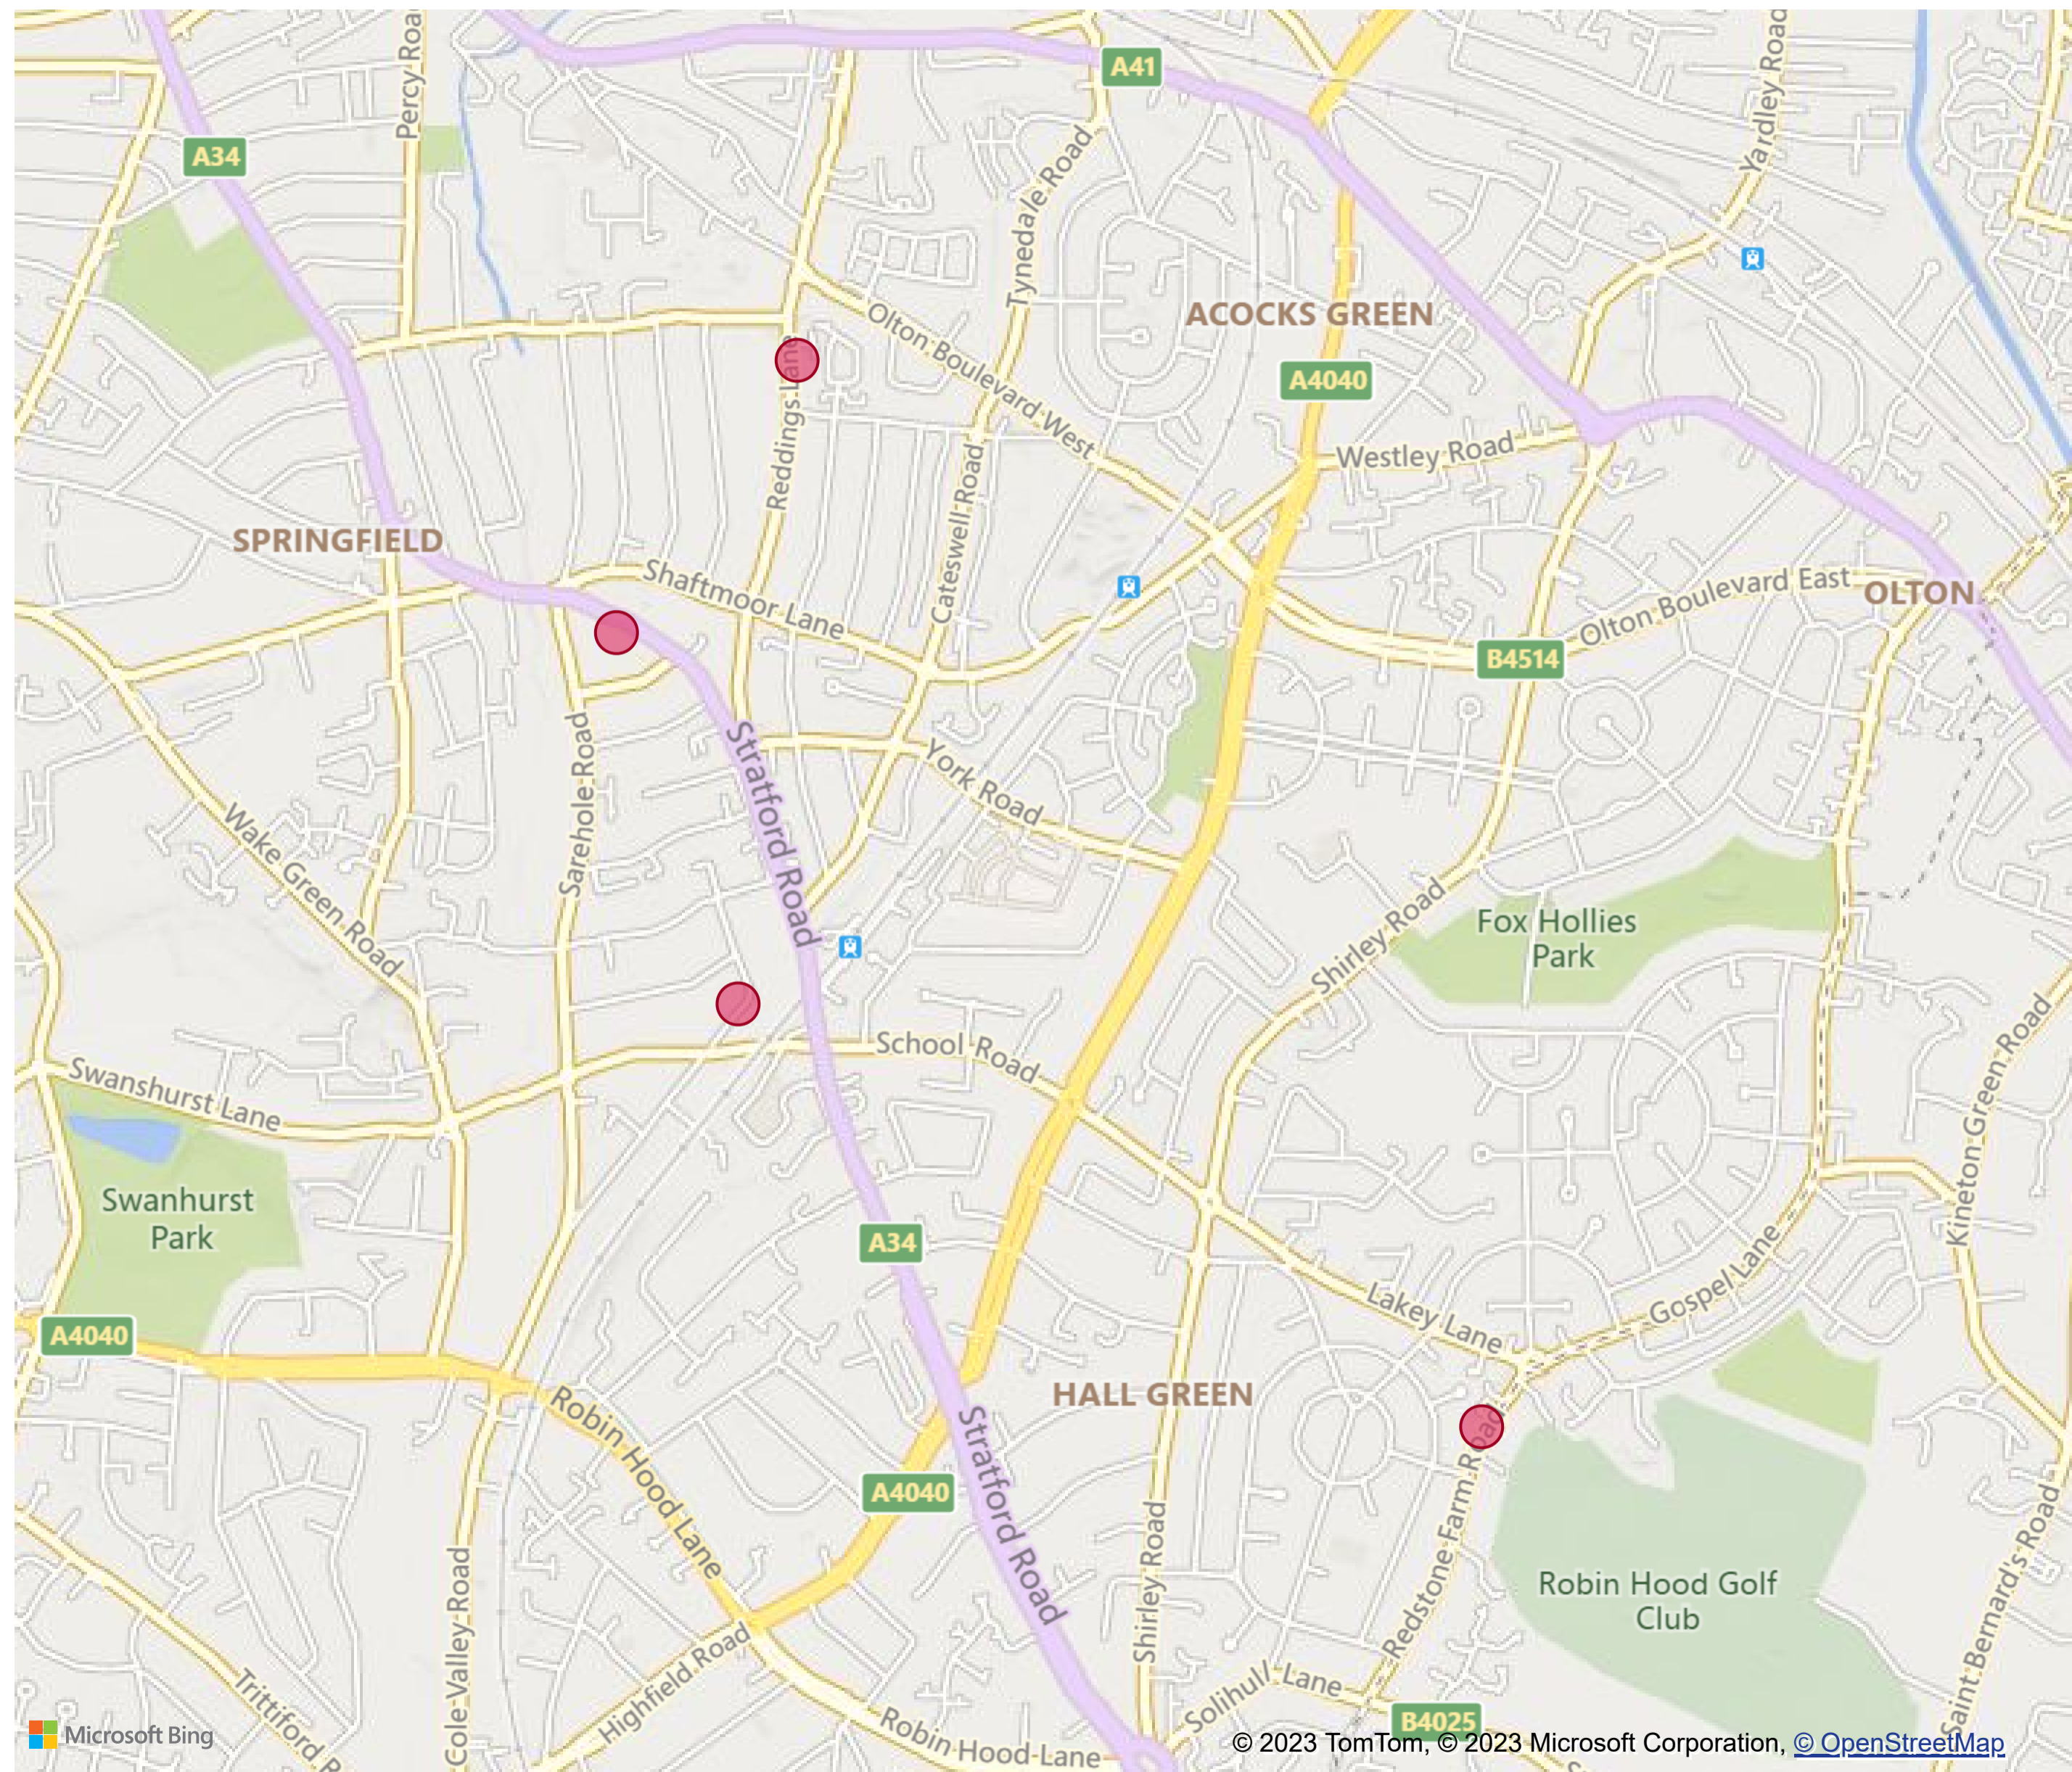 Percy Roa
A41
Yardley Road
A34
Tynedale Road
ACOCKS GREEN
Olton Boulevard West
A4040
Reddings Lane
Westley Road
Cateswell Road
SPRINGFIELD
Shaftmoor Lane
Olton Boulevard East
OLTON
B4514
Sarehole Road
Stratford Road
York Road
Wake Green Road
Shirley Road
Fox Hollies
Park
School Road
Kineton Green Road
Swanshurst Lane
Swanhurst
Park
A34
Gospel Lane
Lakey Lane
A4040
HALL GREEN
Robin Hood Lane
Stratford Road
A4040
Redstone Farm Road
Shirley Road
Robin Hood Golf
Club
Saint Bernard's Road
Cole Valley Road
Highfield Road
Trittiford R
Solihull Lane
B4025
Robin Hood Lane
Microsoft Bing
© 2023 TomTom, © 2023 Microsoft Corporation, © OpenStreetMap